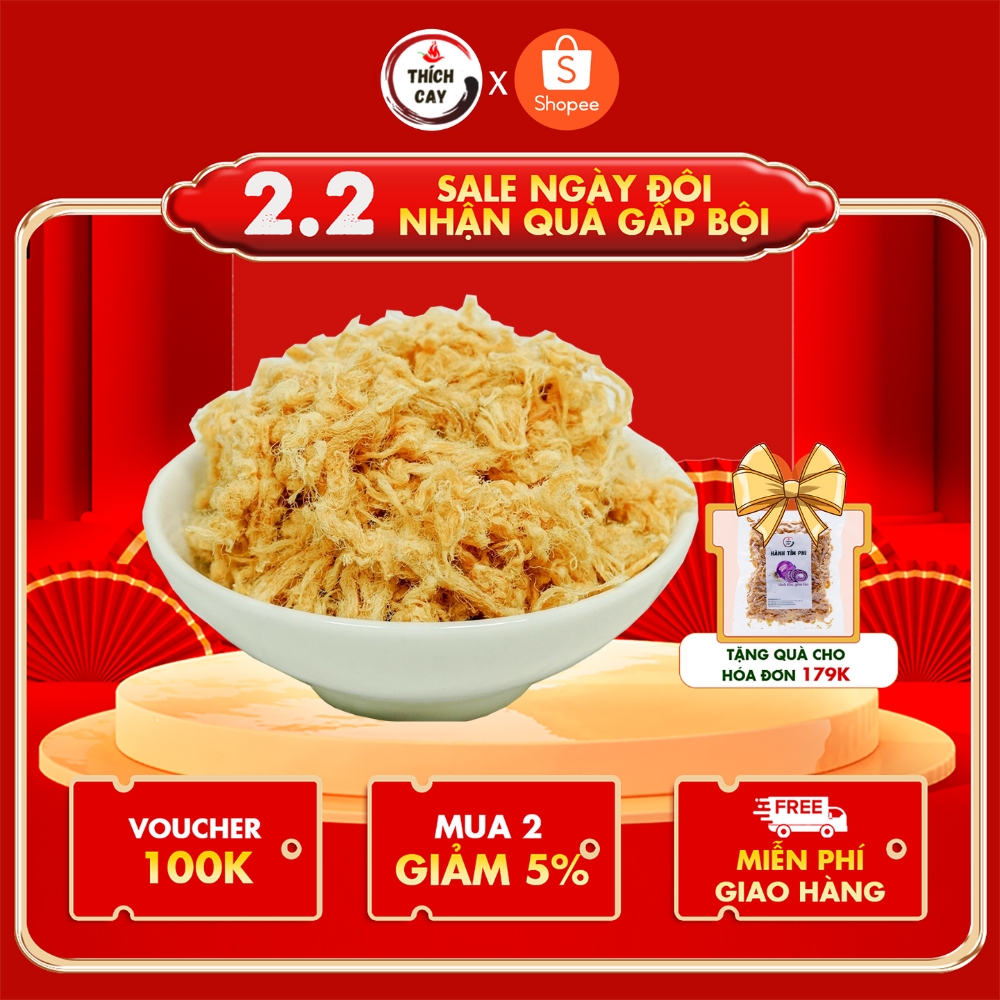 THÍCH
CAY
X
S
Shopee
2.2
SALE NGÀY ĐÔI
NHẬN QUÀ GẤP BỘI
HÀNH TÍM PHI
TẶNG QUÀ CHO
HÓA ĐƠN 179K
VOUCHER
100K
MUA 2
GIẢM 5%
FREE
MIỄN PHÍ
GIAO HÀNG